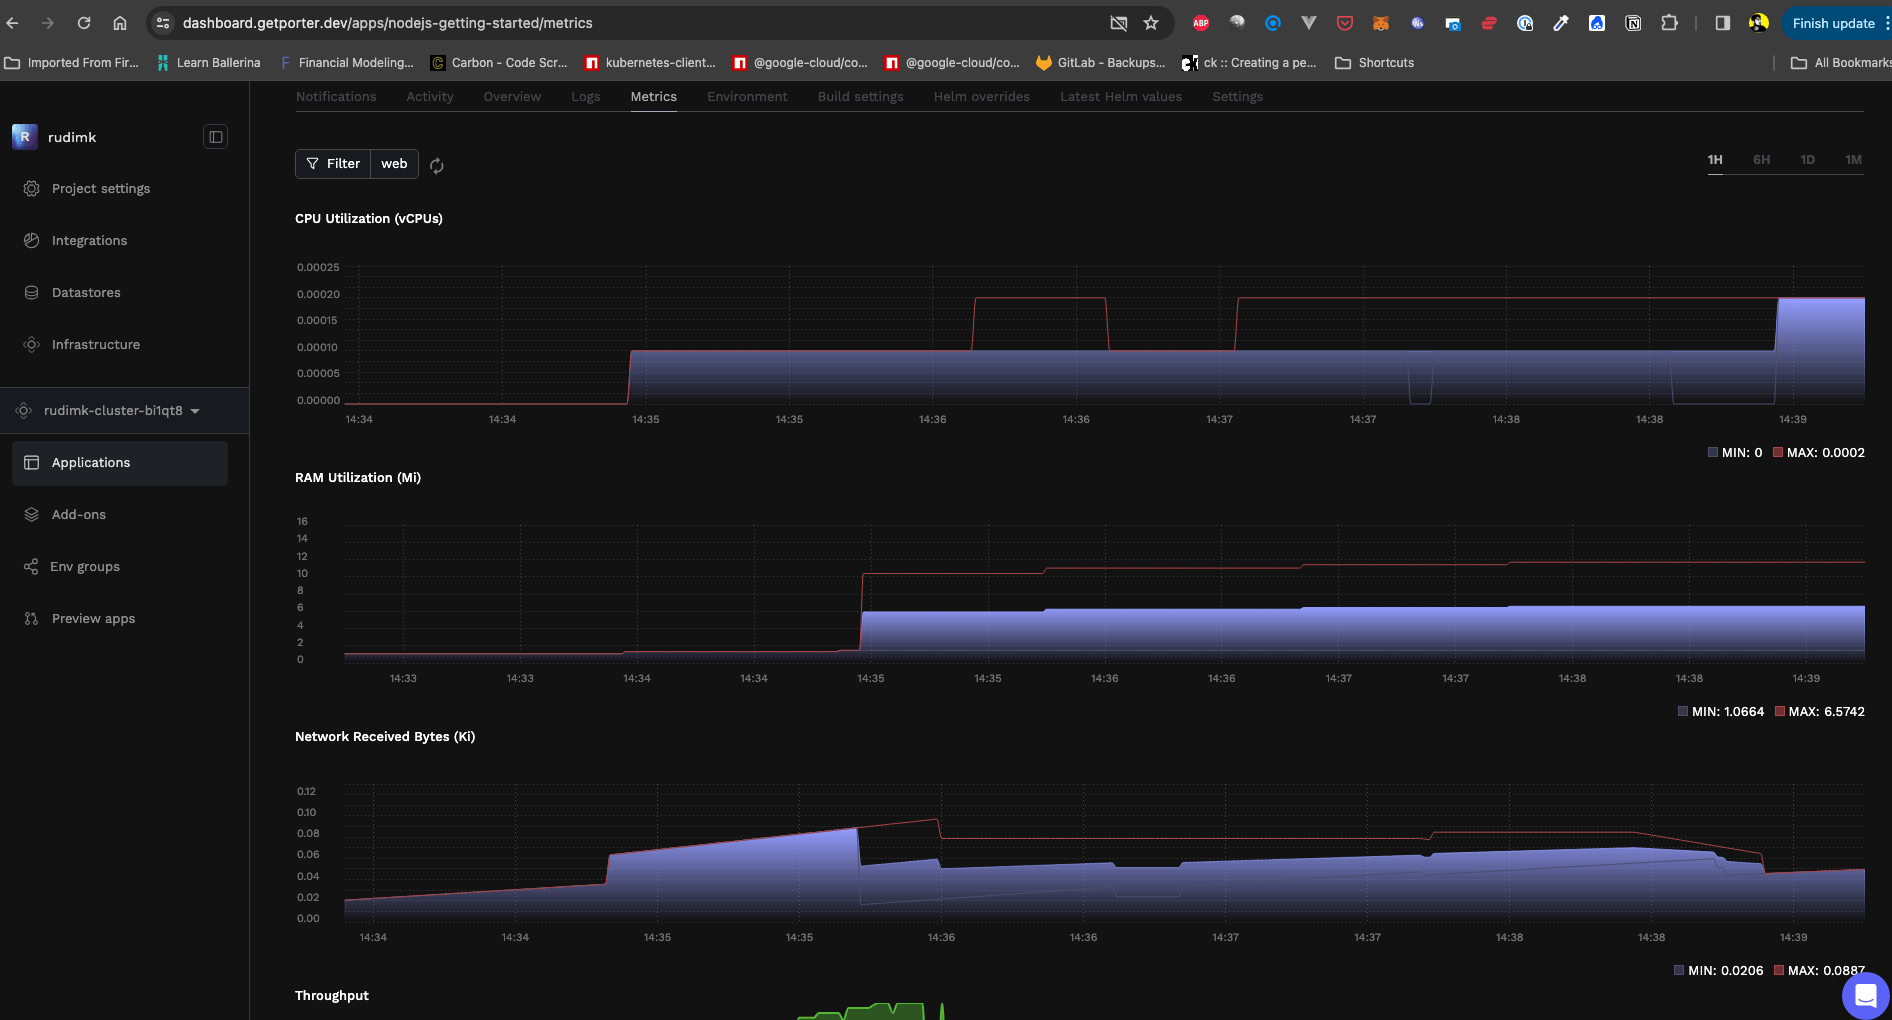 dashboard.getporter.dev/apps/nodejs-getting-started/metrics
ABP
Finish update
Imported From Fir... Learn Ballerina Financial Modeling... Carbon - Code Scr... kubernetes-client... @google-cloud/co... @google-cloud/co... GitLab - Backups... ck :: Creating a pe... Shortcuts All Bookmarks
Notifications Activity Overview Logs Metrics Environment Build settings Helm overrides Latest Helm values Settings
R rudimk
Project settings
Integrations
Datastores
Infrastructure
rudimk-cluster-bi1qt8
Applications
Add-ons
Env groups
Preview apps
Filter web
1H 6H 1D 1M
CPU Utilization (vCPUs)
0.00025
0.00020
0.00015
0.00010
0.00005
0.00000
14:34 14:34 14:35 14:35 14:36 14:36 14:37 14:37 14:38 14:38 14:39
MIN: 0 MAX: 0.0002
RAM Utilization (Mi)
16
14
12
10
8
6
4
2
0
14:33 14:33 14:34 14:34 14:35 14:35 14:36 14:36 14:37 14:37 14:38 14:38 14:39
MIN: 1.0664 MAX: 6.5742
Network Received Bytes (Ki)
0.12
0.10
0.08
0.06
0.04
0.02
0.00
14:34 14:34 14:35 14:35 14:36 14:36 14:37 14:37 14:38 14:38 14:39
MIN: 0.0206 MAX: 0.0887
Throughput